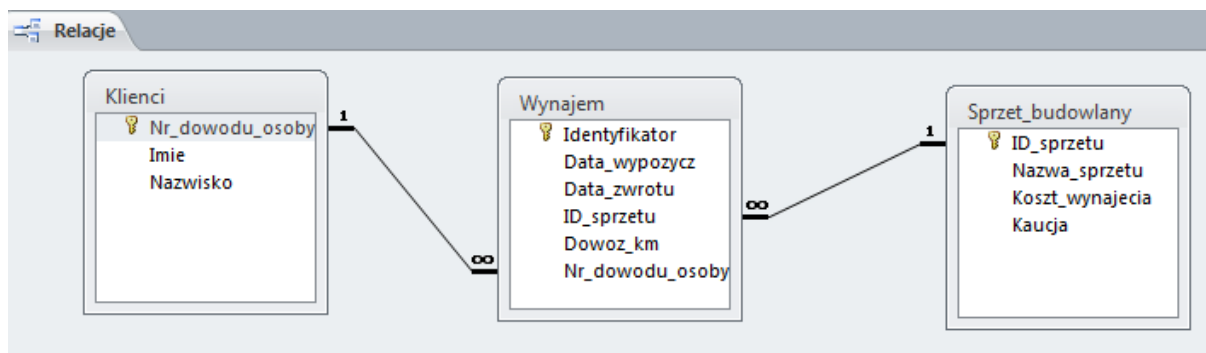 Relacje
Klienci
Nr_dowodu_osoby
Imie
Nazwisko
1
∞
Wynajem
Identyfikator
Data_wypozycz
Data_zwrotu
ID_sprzetu
Dowoz_km
Nr_dowodu_osoby
∞
1
Sprzet_budowlany
ID_sprzetu
Nazwa_sprzetu
Koszt_wynajecia
Kaucja